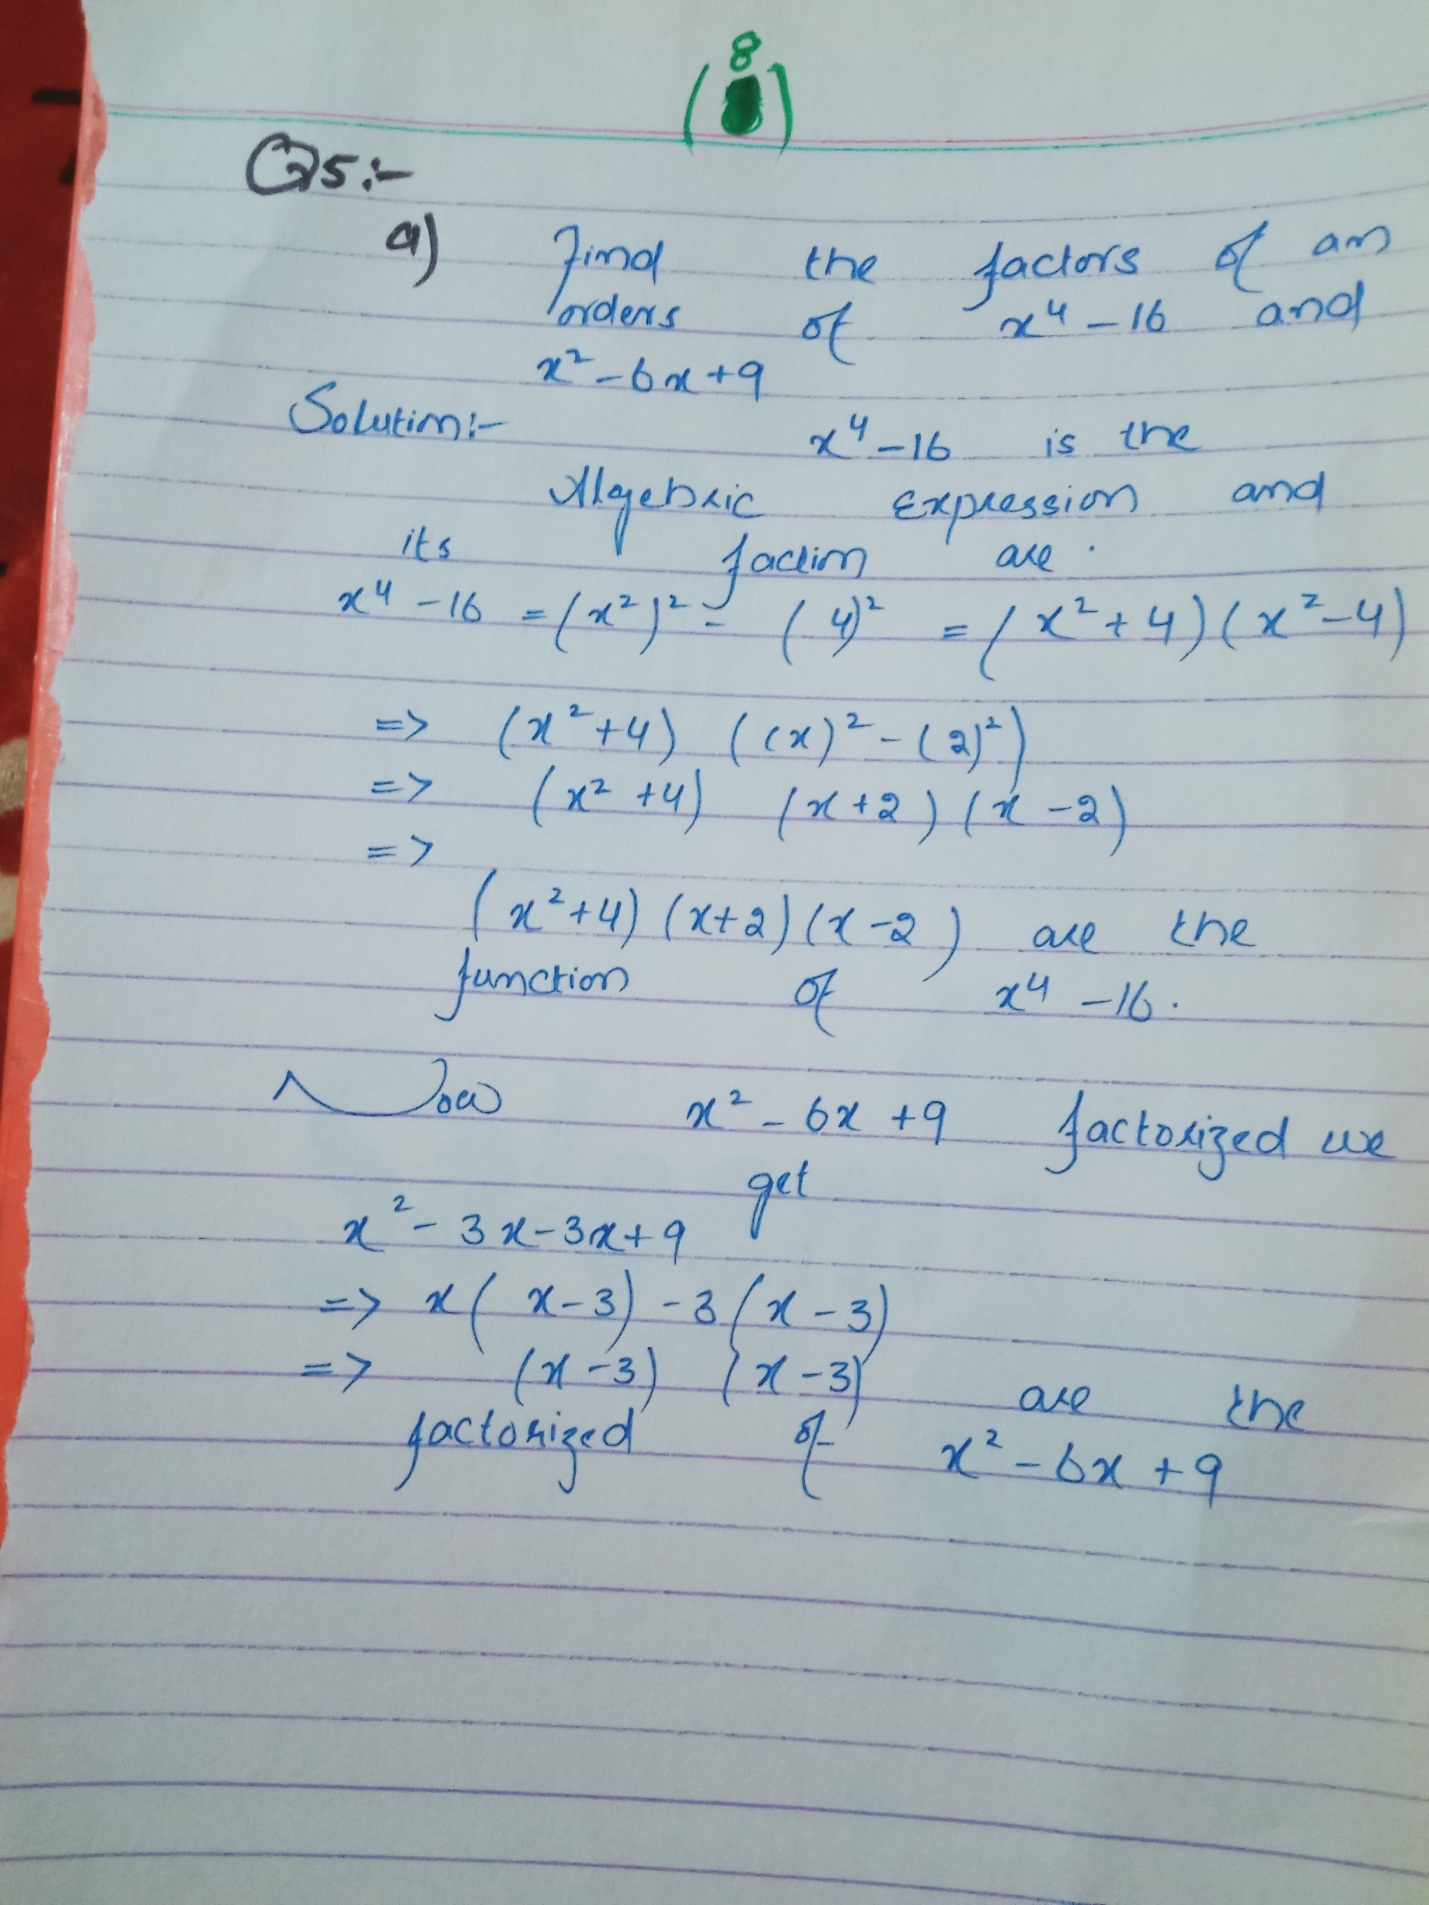 (8)
Q5:-
a) Find the factors of an
orders of x⁴ - 16 and
x² - 6x + 9
Solution:- x⁴ - 16 is the
Algebric Expression and
its are.
x⁴ - 16 = (x²)² - (4)² = (x² + 4)(x² - 4)
=> (x² + 4) ((x)² - (2)²)
=> (x² + 4) (x + 2)(x - 2)
=>
(x² + 4)(x + 2)(x - 2) are the
function of x⁴ - 16.
Now x² - 6x + 9 factorized we
get
x² - 3x - 3x + 9
=> x(x - 3) - 3(x - 3)
=> (x - 3) (x - 3) are the
factorized of x² - 6x + 9